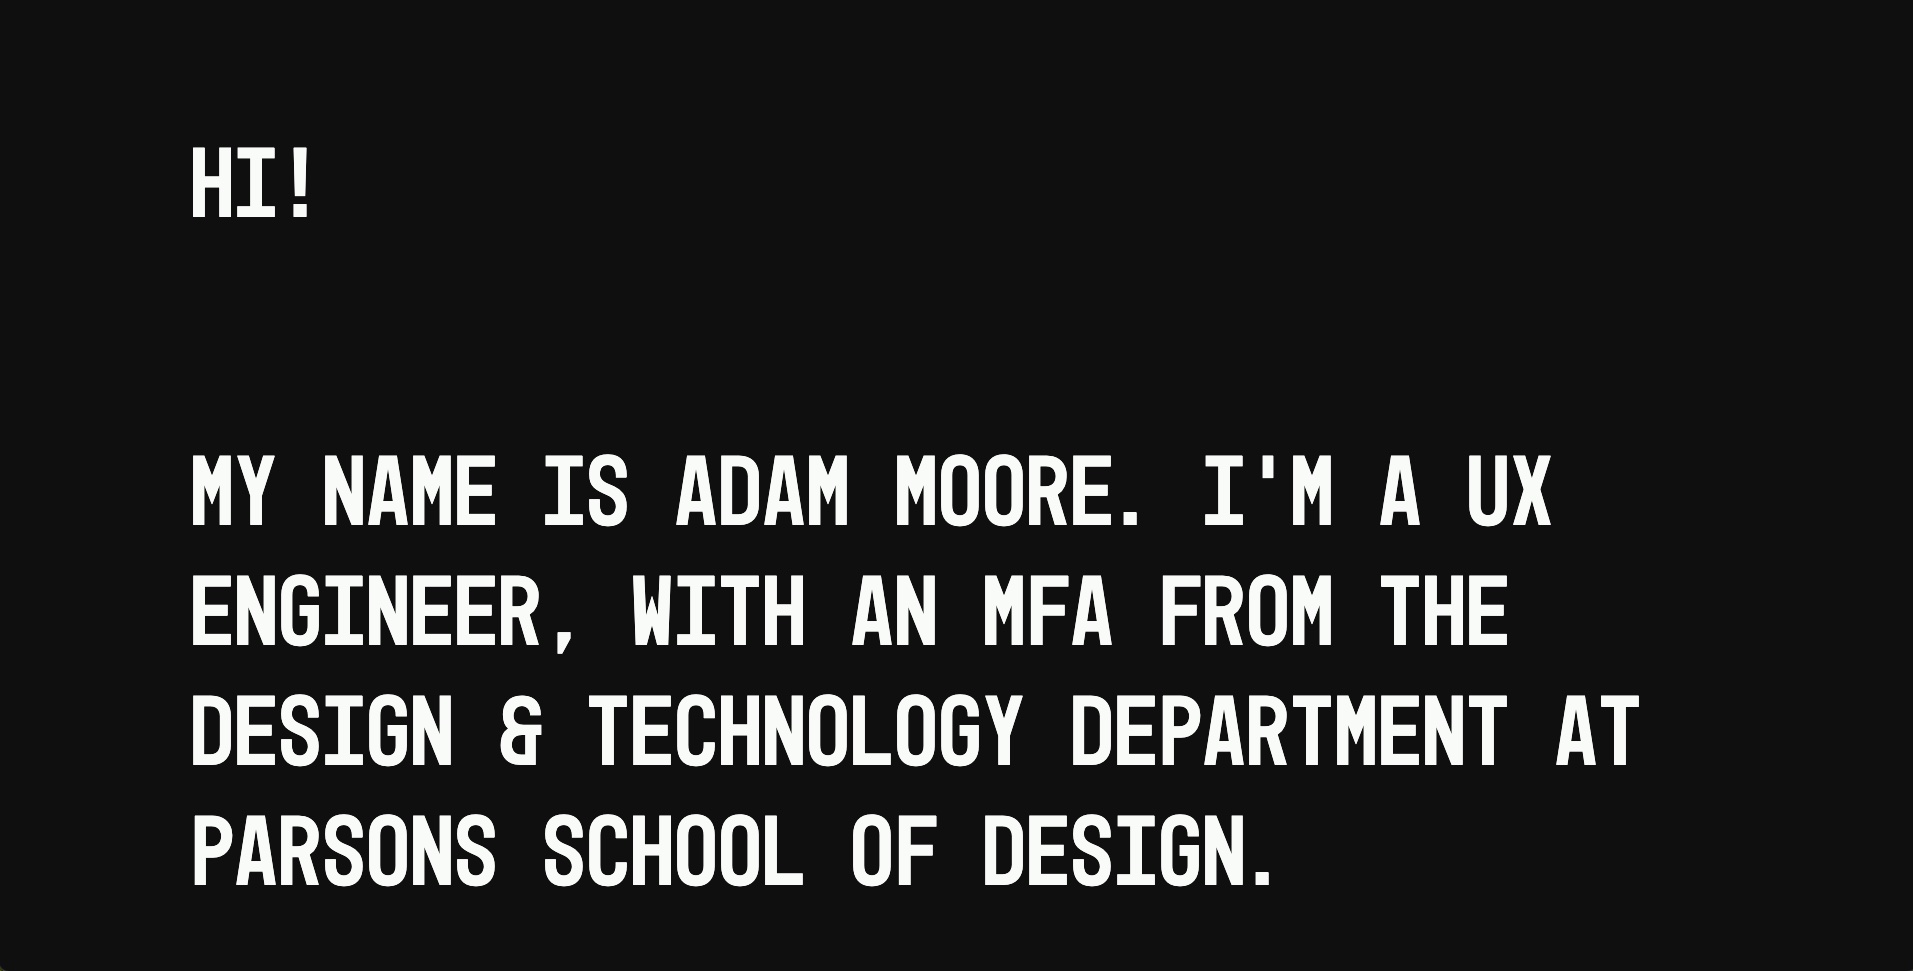 HI!
MY NAME IS ADAM MOORE. I'M A UX
ENGINEER, WITH AN MFA FROM THE
DESIGN & TECHNOLOGY DEPARTMENT AT
PARSONS SCHOOL OF DESIGN.